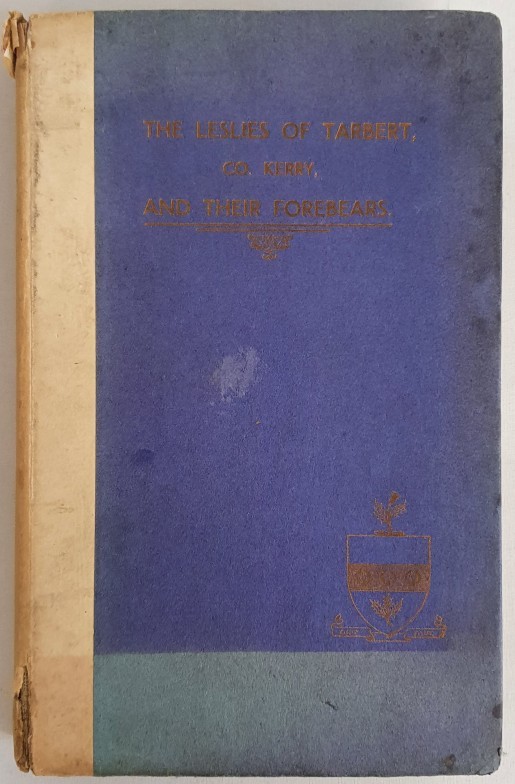 THE LESLIES OF TARBERT,
CO. KERRY,
AND THEIR FOREBEARS.